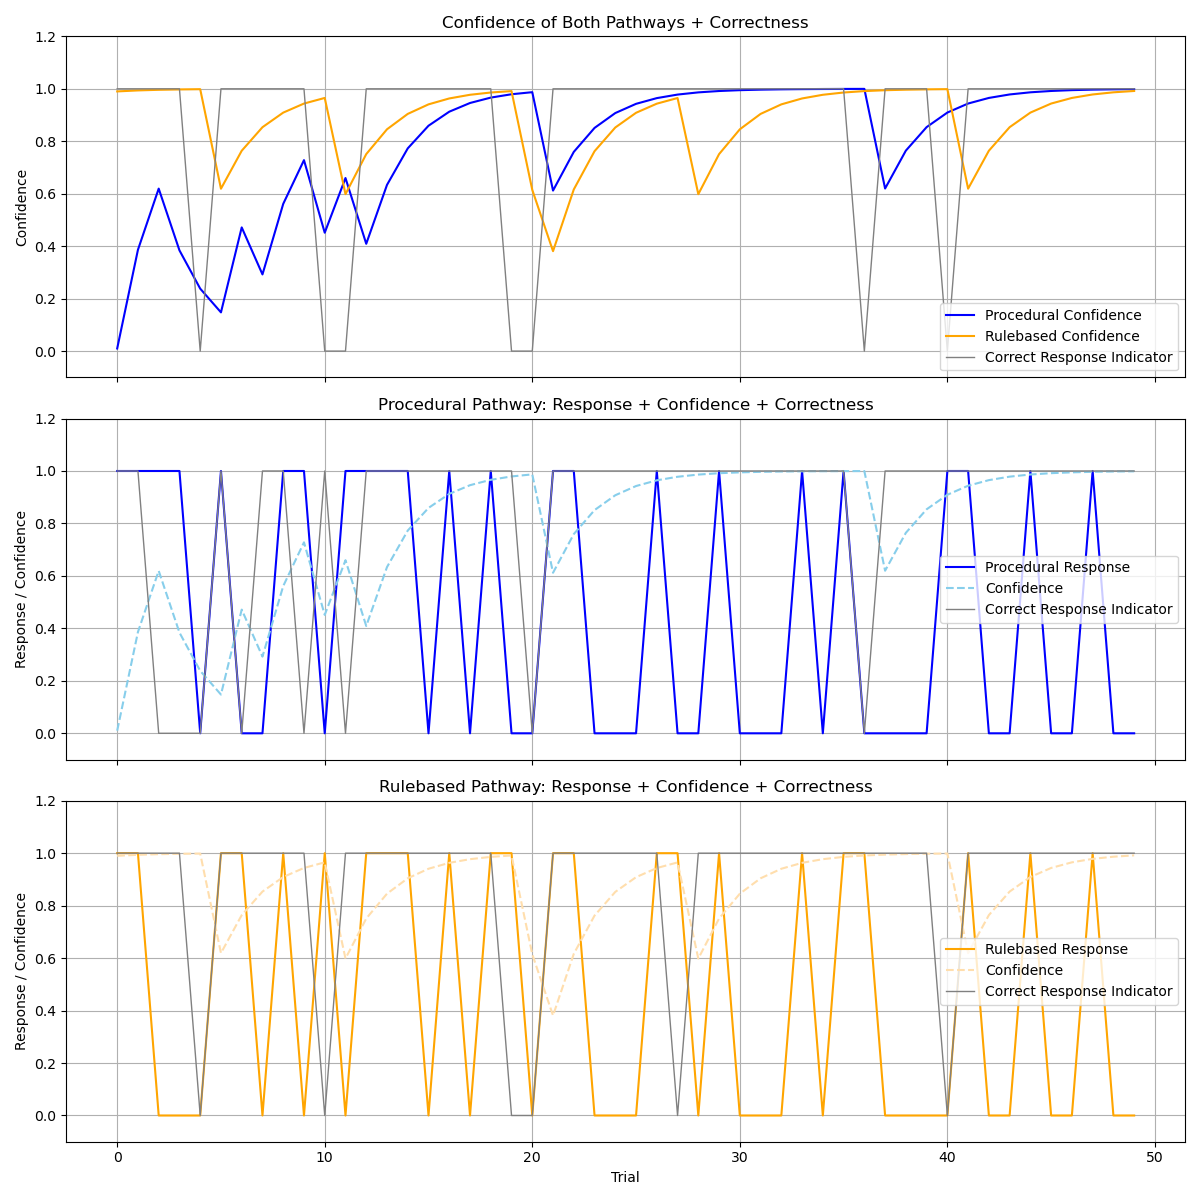 Confidence of Both Pathways + Correctness
1.2
1.0
0.8
0.6
0.4
0.2
0.0
Confidence
Procedural Confidence
Rulebased Confidence
Correct Response Indicator
Procedural Pathway: Response + Confidence + Correctness
1.2
1.0
0.8
0.6
0.4
0.2
0.0
Response / Confidence
Procedural Response
Confidence
Correct Response Indicator
Rulebased Pathway: Response + Confidence + Correctness
1.2
1.0
0.8
0.6
0.4
0.2
0.0
Response / Confidence
Rulebased Response
Confidence
Correct Response Indicator
0 10 20 30 40 50
Trial